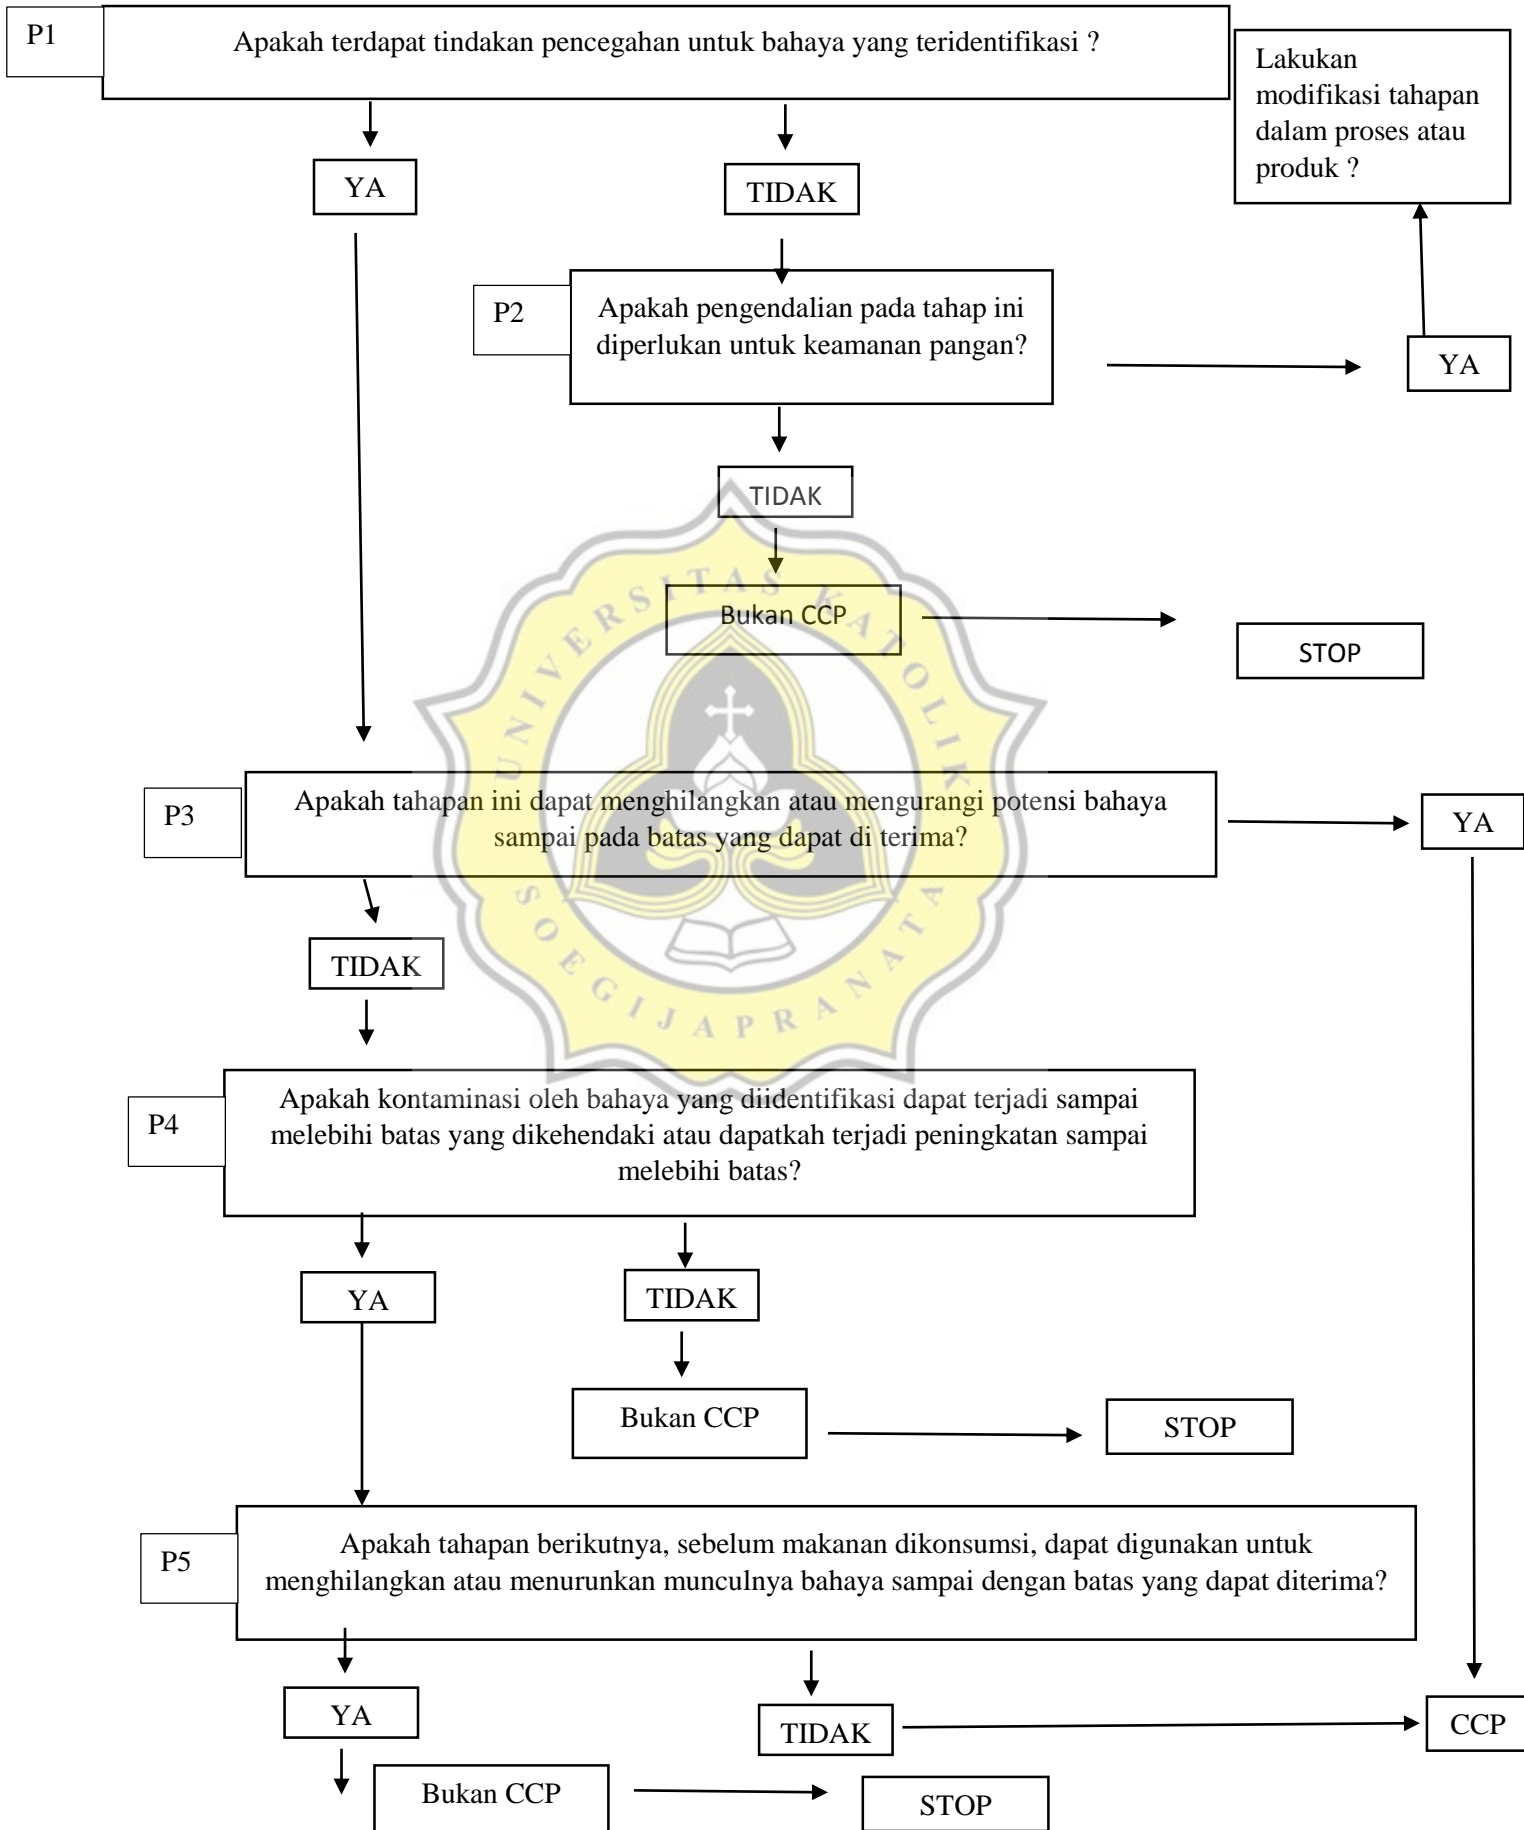 P1
Apakah terdapat tindakan pencegahan untuk bahaya yang teridentifikasi ?
Lakukan
modifikasi tahapan
dalam proses atau
produk ?
YA
TIDAK
P2
Apakah pengendalian pada tahap ini
diperlukan untuk keamanan pangan?
YA
TIDAK
Bukan CCP
STOP
UNIVERSITAS KATOLIK
SOEGIJAPRANATA
P3
Apakah tahapan ini dapat menghilangkan atau mengurangi potensi bahaya
sampai pada batas yang dapat di terima?
YA
TIDAK
P4
Apakah kontaminasi oleh bahaya yang diidentifikasi dapat terjadi sampai
melebihi batas yang dikehendaki atau dapatkah terjadi peningkatan sampai
melebihi batas?
YA
TIDAK
Bukan CCP
STOP
P5
Apakah tahapan berikutnya, sebelum makanan dikonsumsi, dapat digunakan untuk
menghilangkan atau menurunkan munculnya bahaya sampai dengan batas yang dapat diterima?
YA
TIDAK
CCP
Bukan CCP
STOP